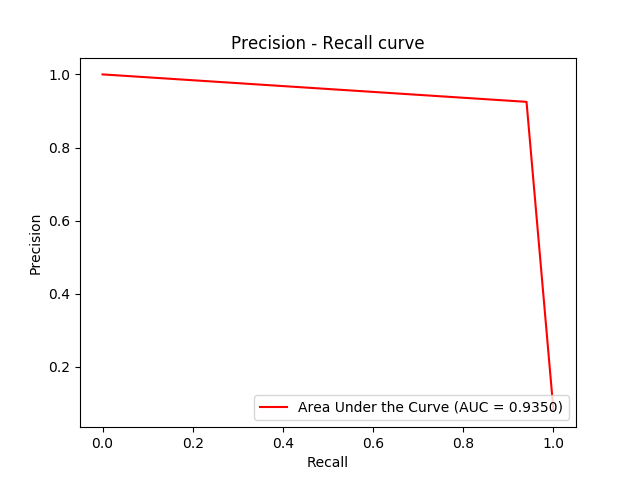 Precision - Recall curve
1.0
0.8
0.6
0.4
0.2
Precision
Area Under the Curve (AUC = 0.9350)
0.0 0.2 0.4 0.6 0.8 1.0
Recall